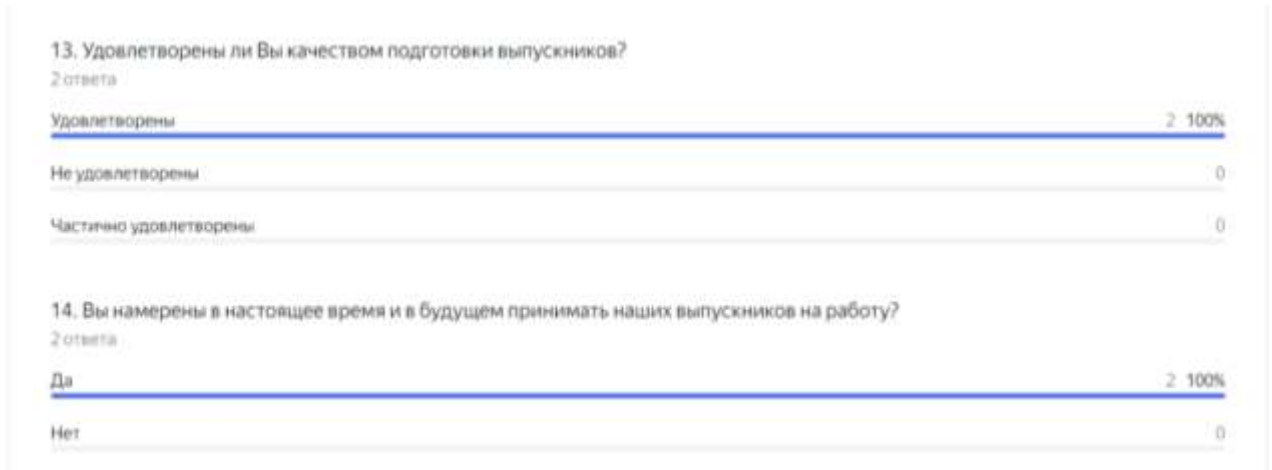 13. Удовлетворены ли Вы качеством подготовки выпускников?
2 ответа
Удовлетворены 2 100%
Не удовлетворены 0
Частично удовлетворены 0
14. Вы намерены в настоящее время и в будущем принимать наших выпускников на работу?
2 ответа
Да 2 100%
Нет 0